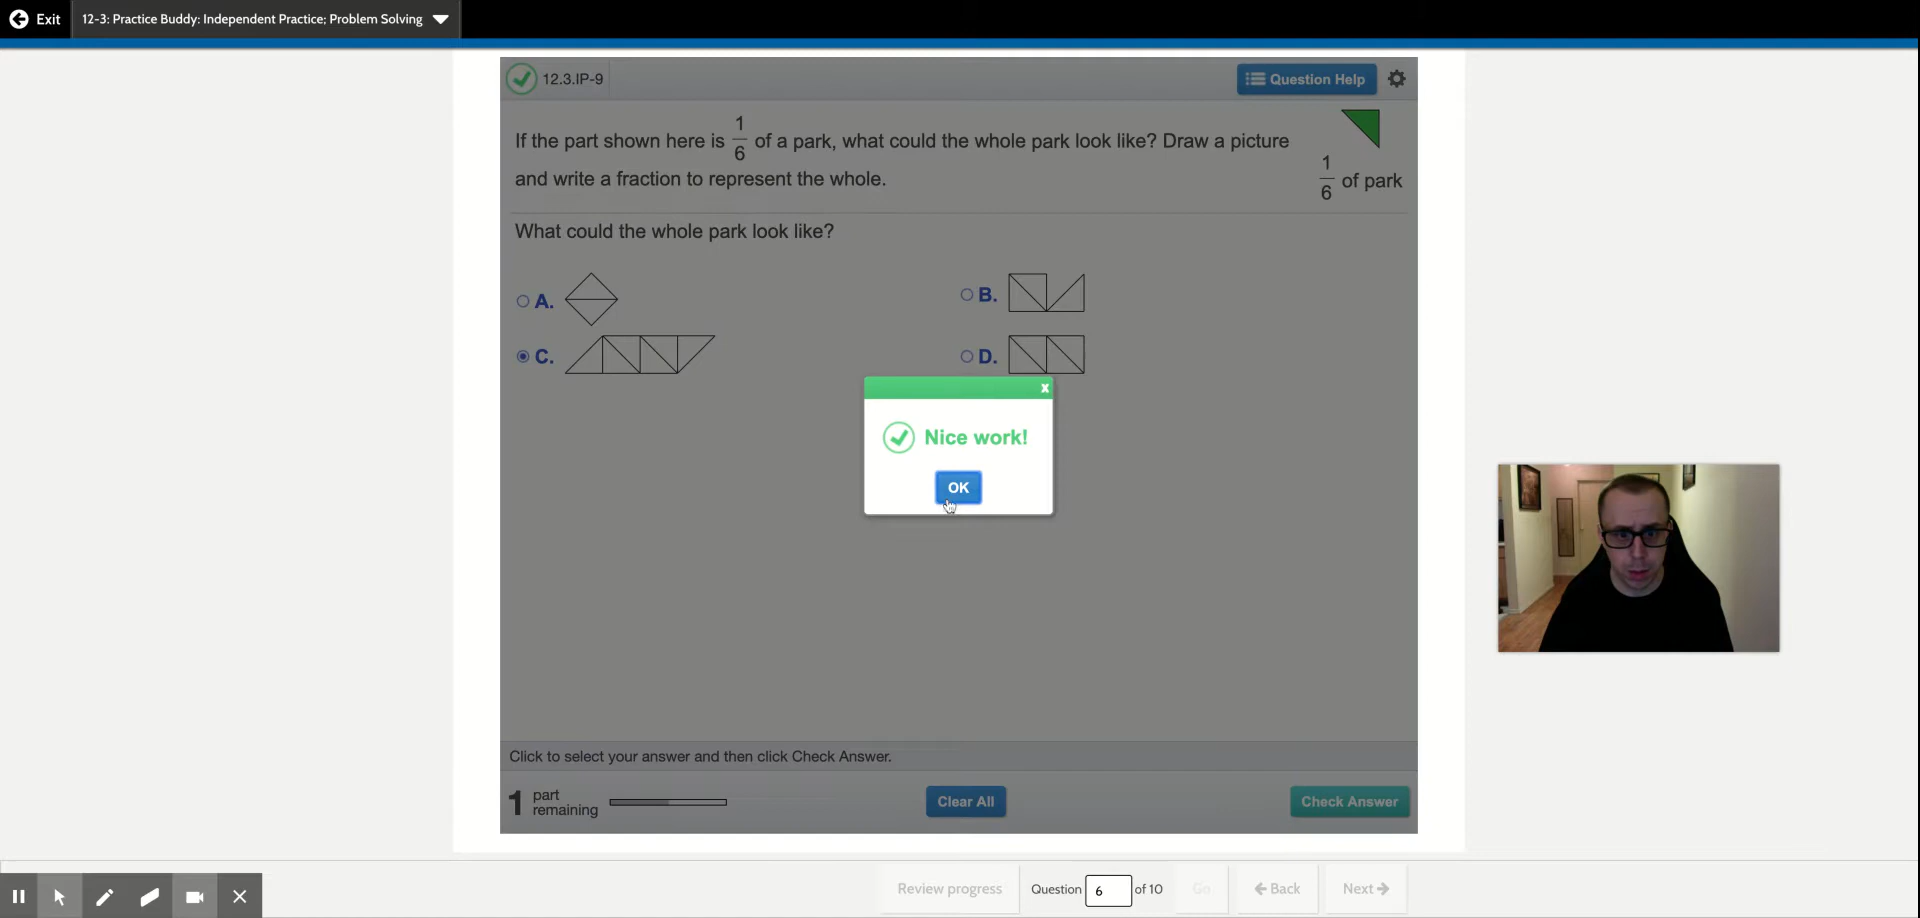 Exit
12-3: Practice Buddy: Independent Practice; Problem Solving
12.3.IP-9
Question Help
If the part shown here is 1/6 of a park, what could the whole park look like? Draw a picture
and write a fraction to represent the whole.
1/6 of park
What could the whole park look like?
A.
B.
C.
D.
x
Nice work!
OK
Click to select your answer and then click Check Answer.
1 part
remaining
Clear All
Check Answer
Review progress
Question 6 of 10
Go
Back
Next